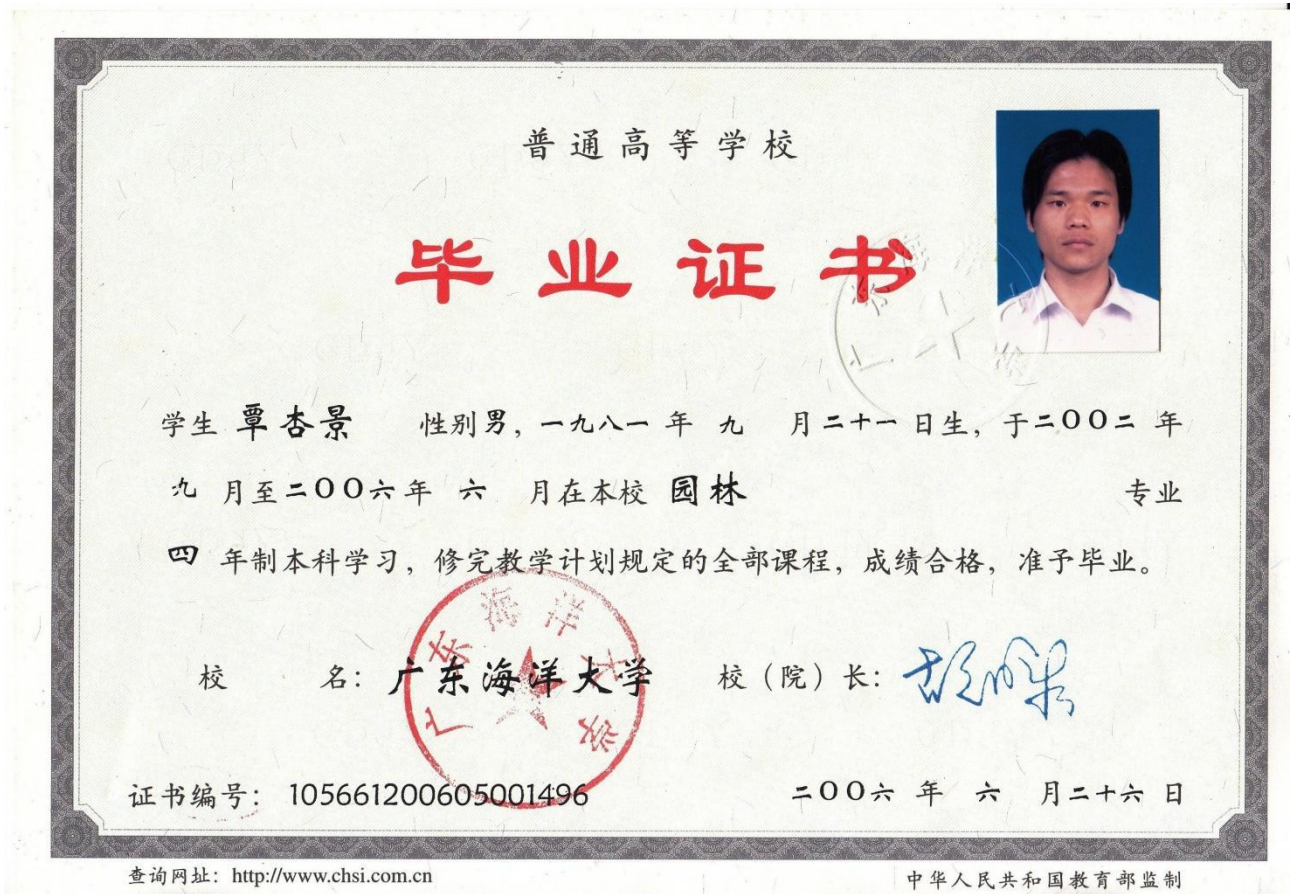 普通高等学校
毕业证书
学生 覃杏景 性别男，一九八一 年 九 月二十一 日生，于二OO二 年
九 月至二OO六年 六 月在本校 园林 专业
四 年制本科学习，修完教学计划规定的全部课程，成绩合格，准予毕业。
广东海洋大学
校 名：广东海洋大学 校（院）长：
证书编号：105661200605001496 二OO六 年 六 月二十六 日
查询网址：http://www.chsi.com.cn 中华人民共和国教育部监制